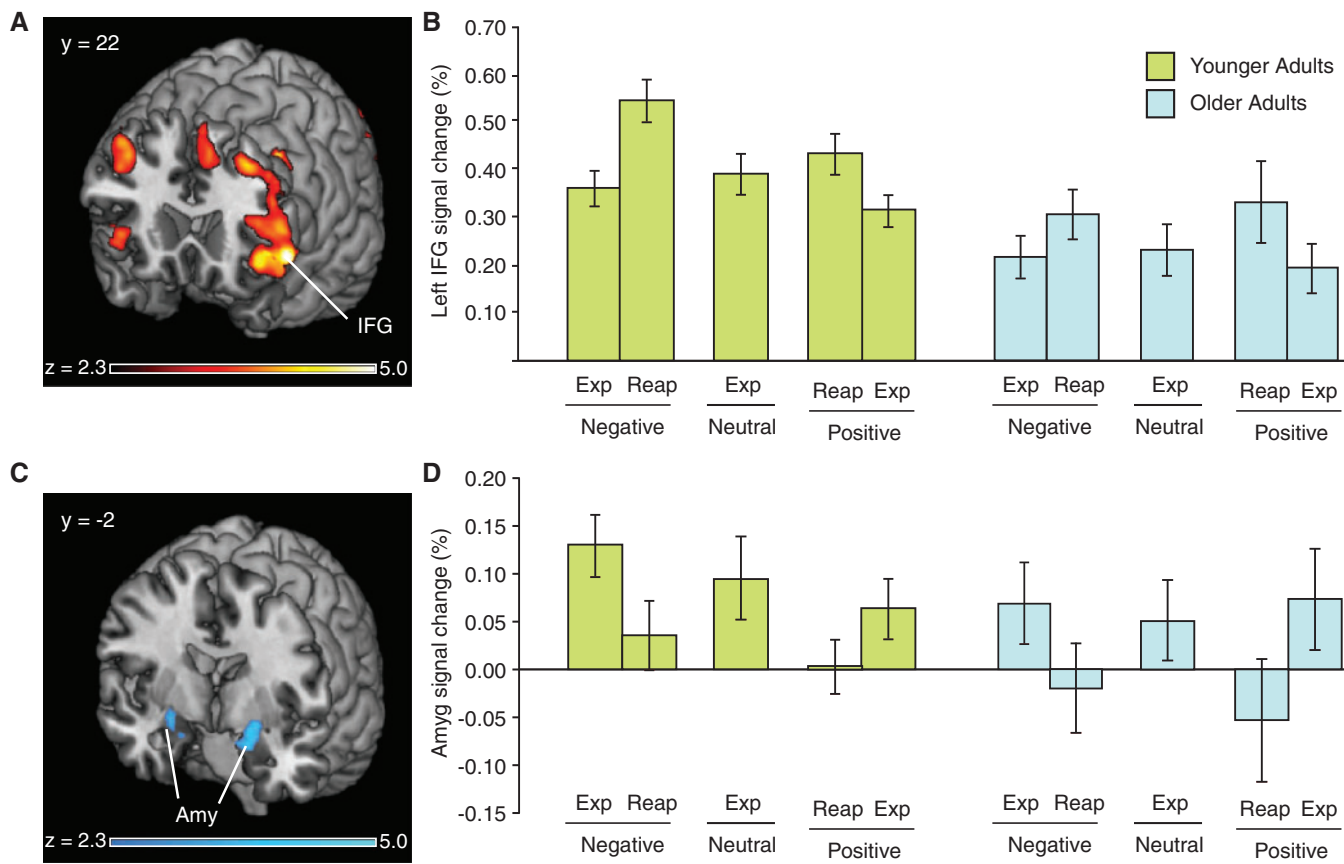 A
y = 22
IFG
z = 2.3
5.0
B
Left IFG signal change (%)
0.70
0.60
0.50
0.40
0.30
0.20
0.10
Younger Adults
Older Adults
Exp Reap Exp Reap Exp Exp Reap Exp Reap Exp
Negative Neutral Positive Negative Neutral Positive
C
y = -2
Amy
z = 2.3
5.0
D
Amyg signal change (%)
0.20
0.15
0.10
0.05
0.00
-0.05
-0.10
-0.15
Exp Reap Exp Reap Exp Exp Reap Exp Reap Exp
Negative Neutral Positive Negative Neutral Positive